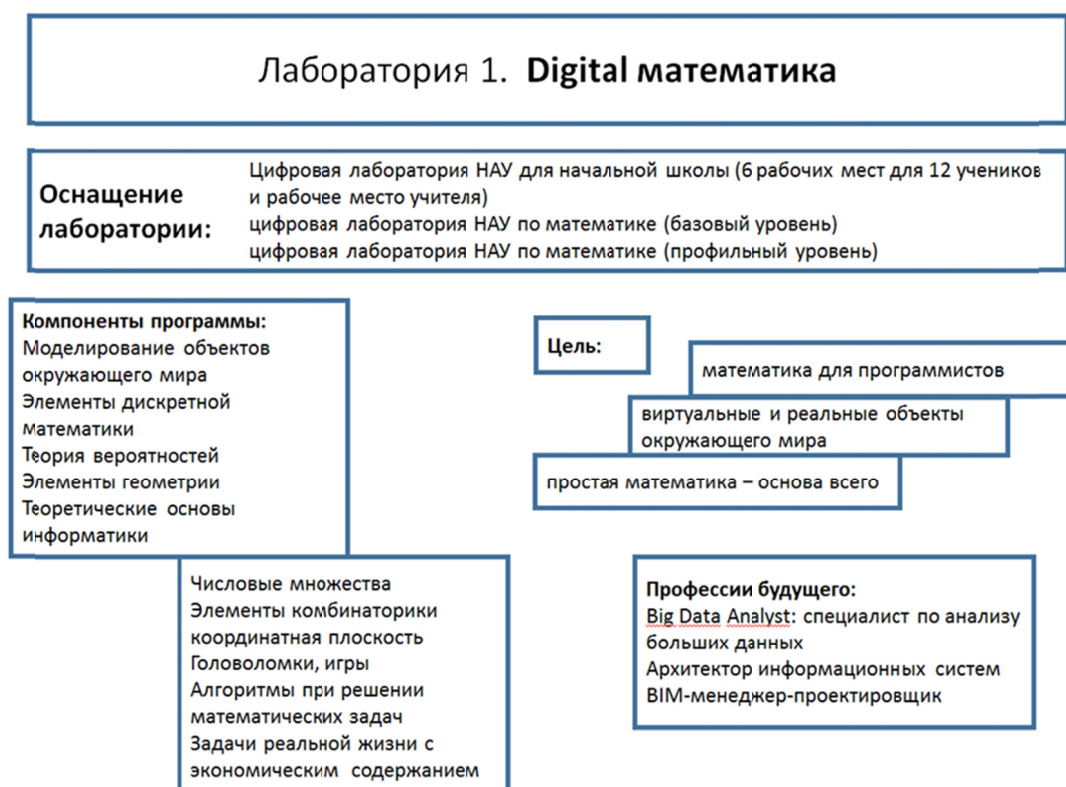 Лаборатория 1. Digital математика
Оснащение
лаборатории:
Цифровая лаборатория НАУ для начальной школы (6 рабочих мест для 12 учеников
и рабочее место учителя)
цифровая лаборатория НАУ по математике (базовый уровень)
цифровая лаборатория НАУ по математике (профильный уровень)
Компоненты программы:
Моделирование объектов
окружающего мира
Элементы дискретной
математики
Теория вероятностей
Элементы геометрии
Теоретические основы
информатики
Числовые множества
Элементы комбинаторики
координатная плоскость
Головоломки, игры
Алгоритмы при решении
математических задач
Задачи реальной жизни с
экономическим содержанием
Цель:
математика для программистов
виртуальные и реальные объекты
окружающего мира
простая математика – основа всего
Профессии будущего:
Big Data Analyst: специалист по анализу
больших данных
Архитектор информационных систем
BIM-менеджер-проектировщик